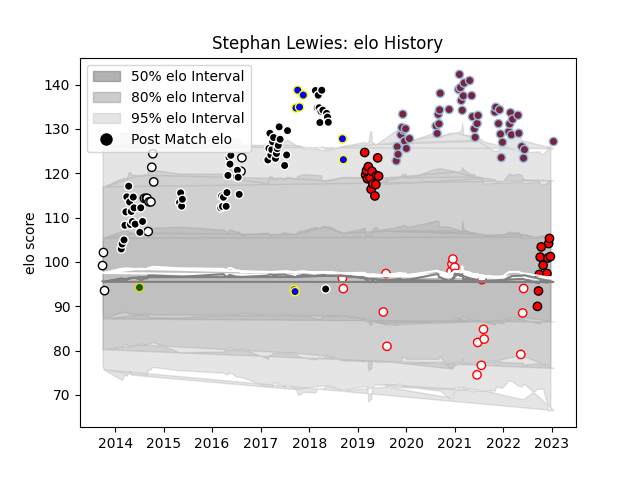 Stephan Lewies: elo History
50% elo Interval
80% elo Interval
95% elo Interval
Post Match elo
elo score
140
130
120
110
100
90
80
70
2014 2015 2016 2017 2018 2019 2020 2021 2022 2023